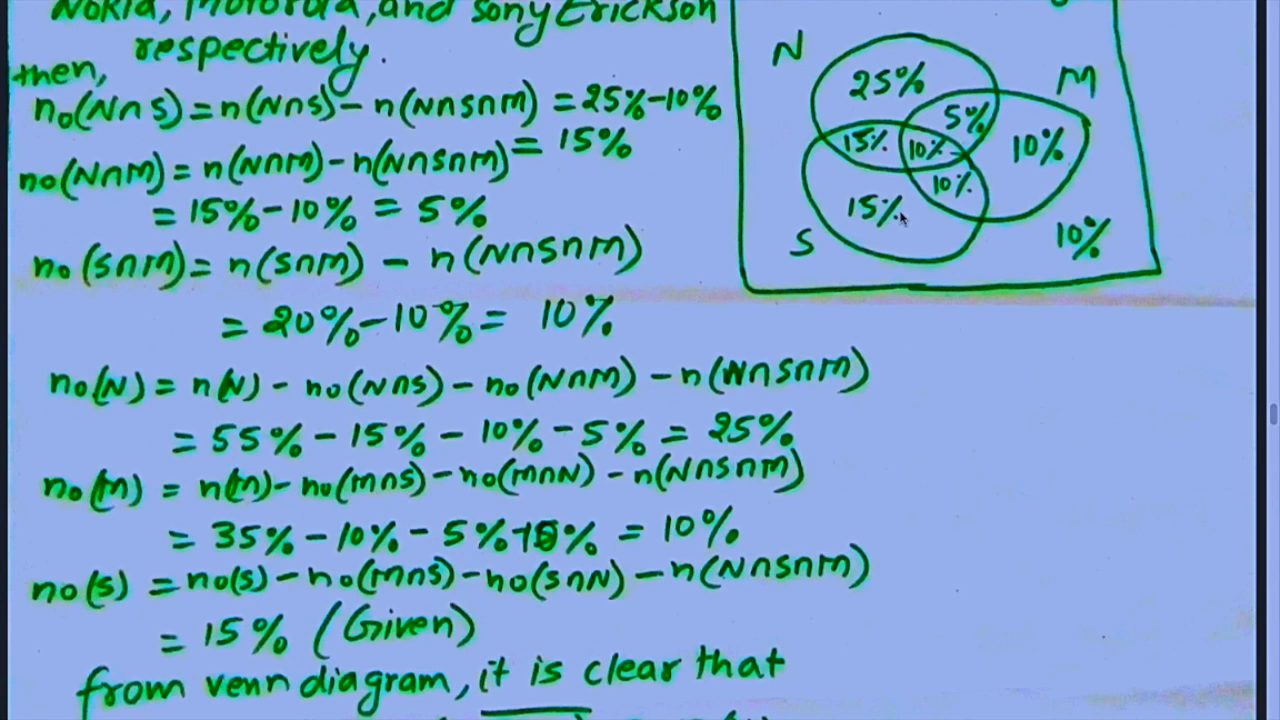 Nokia, Motorola, and Sony Erickson
respectively.
then,
no(N∩S) = n(N∩S) - n(N∩S∩M) = 25% - 10%
= 15%
no(N∩M) = n(N∩M) - n(N∩S∩M)
= 15% - 10% = 5%
no(S∩M) = n(S∩M) - n(N∩S∩M)
= 20% - 10% = 10%
no(N) = n(N) - no(N∩S) - no(N∩M) - n(N∩S∩M)
= 55% - 15% - 10% - 5% = 25%
no(M) = n(M) - no(M∩S) - no(M∩N) - n(N∩S∩M)
= 35% - 10% - 5% % = 10%
no(S) = no(S) - no(M∩S) - no(S∩N) - n(N∩S∩M)
= 15% (Given)
from venn diagram, it is clear that
N
25%
M
5%
15%
10%
10%
10%
15%
S
10%